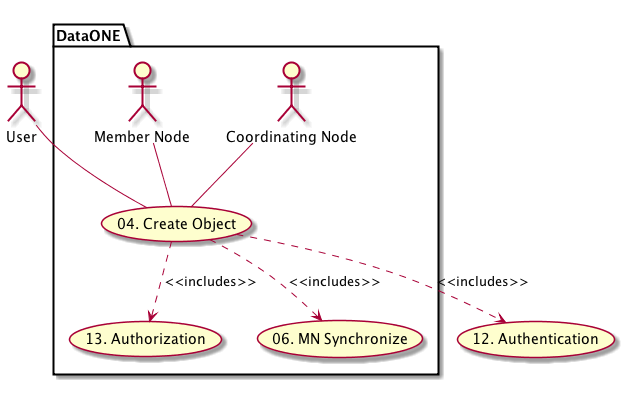 DataONE
User
Member Node
Coordinating Node
04. Create Object
<<includes>>
<<includes>>
<<includes>>
13. Authorization
06. MN Synchronize
12. Authentication